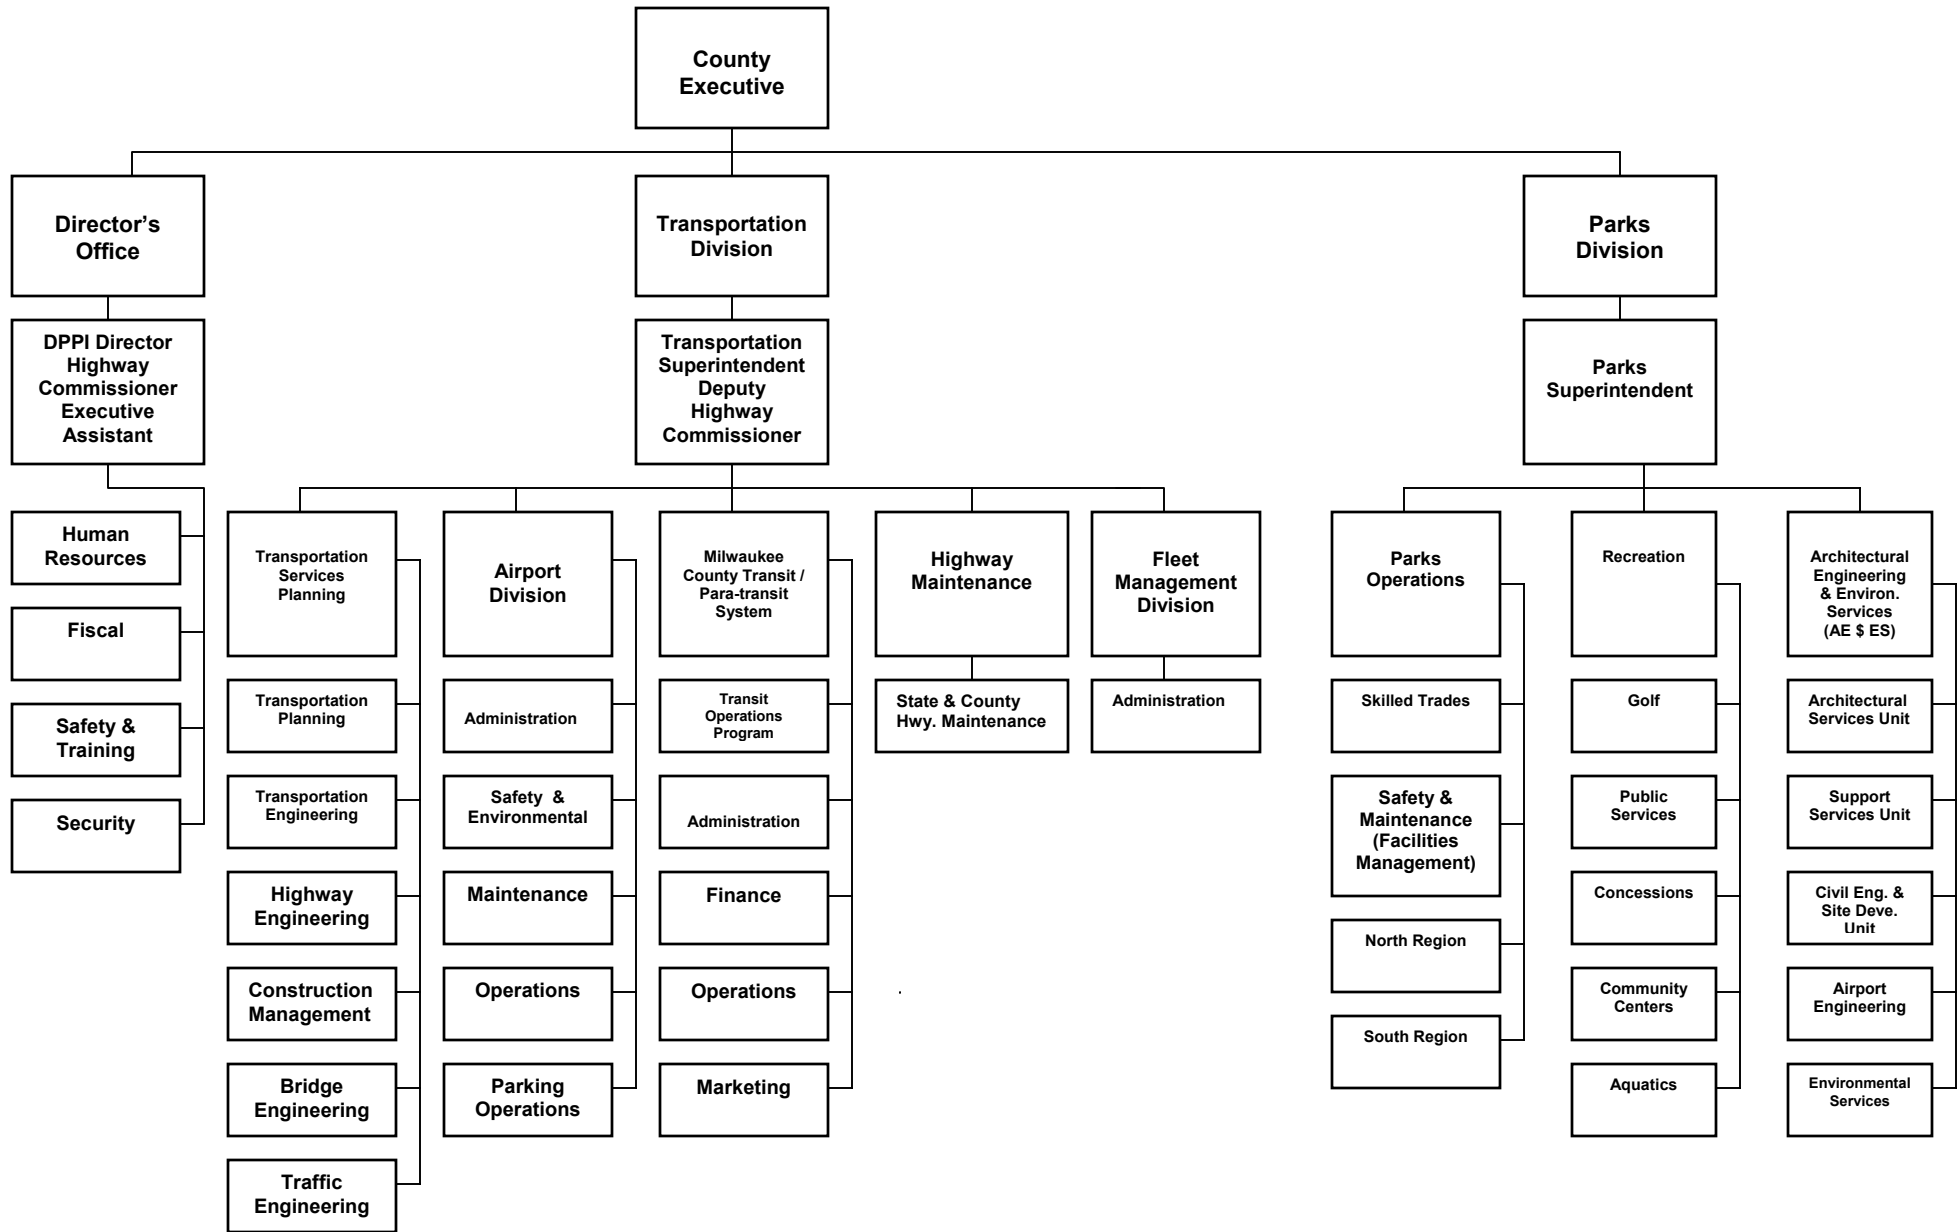 County
Executive
Director’s
Office
Transportation
Division
Parks
Division
DPPI Director
Highway
Commissioner
Executive
Assistant
Transportation
Superintendent
Deputy
Highway
Commissioner
Parks
Superintendent
Human
Resources
Fiscal
Safety &
Training
Security
Transportation
Services
Planning
Transportation
Planning
Transportation
Engineering
Highway
Engineering
Construction
Management
Bridge
Engineering
Traffic
Engineering
Airport
Division
Administration
Safety &
Environmental
Maintenance
Operations
Parking
Operations
Milwaukee
County Transit /
Para-transit
System
Transit
Operations
Program
Administration
Finance
Operations
Marketing
Highway
Maintenance
State & County
Hwy. Maintenance
Fleet
Management
Division
Administration
Parks
Operations
Skilled Trades
Safety &
Maintenance
(Facilities
Management)
North Region
South Region
Recreation
Golf
Public
Services
Concessions
Community
Centers
Aquatics
Architectural
Engineering
& Environ.
Services
(AE $ ES)
Architectural
Services Unit
Support
Services Unit
Civil Eng. &
Site Deve.
Unit
Airport
Engineering
Environmental
Services